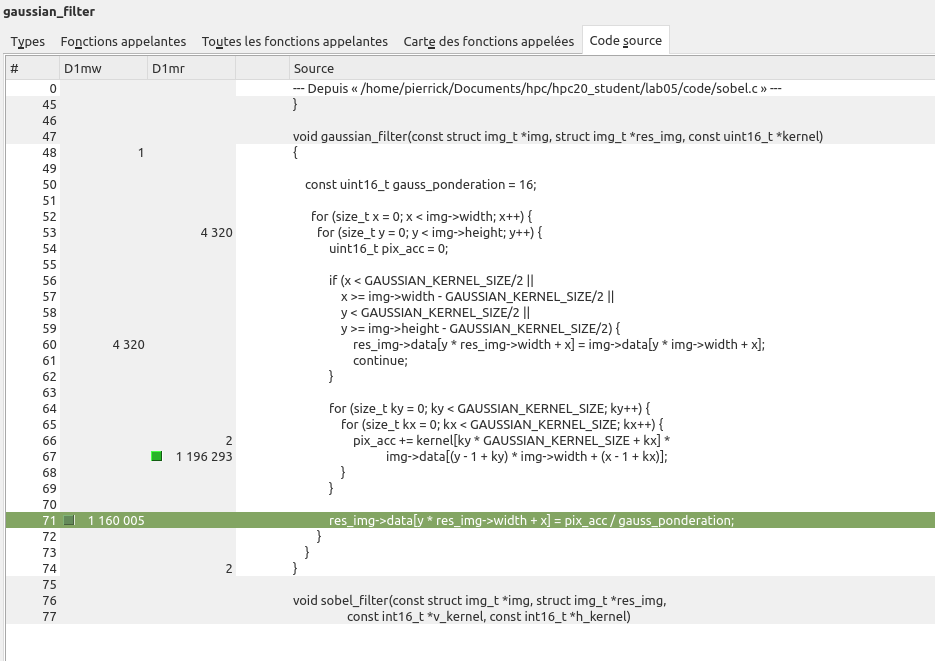 gaussian_filter
Types Fonctions appelantes Toutes les fonctions appelantes Carte des fonctions appelées Code source
# D1mw D1mr Source
0 --- Depuis « /home/pierrick/Documents/hpc/hpc20_student/lab05/code/sobel.c » ---
45 }
46
47 void gaussian_filter(const struct img_t *img, struct img_t *res_img, const uint16_t *kernel)
48 1 {
49
50 const uint16_t gauss_ponderation = 16;
51
52 for (size_t x = 0; x < img->width; x++) {
53 4 320 for (size_t y = 0; y < img->height; y++) {
54 uint16_t pix_acc = 0;
55
56 if (x < GAUSSIAN_KERNEL_SIZE/2 ||
57 x >= img->width - GAUSSIAN_KERNEL_SIZE/2 ||
58 y < GAUSSIAN_KERNEL_SIZE/2 ||
59 y >= img->height - GAUSSIAN_KERNEL_SIZE/2) {
60 4 320 res_img->data[y * res_img->width + x] = img->data[y * img->width + x];
61 continue;
62 }
63
64 for (size_t ky = 0; ky < GAUSSIAN_KERNEL_SIZE; ky++) {
65 for (size_t kx = 0; kx < GAUSSIAN_KERNEL_SIZE; kx++) {
66 2 pix_acc += kernel[ky * GAUSSIAN_KERNEL_SIZE + kx] *
67 1 196 293 img->data[(y - 1 + ky) * img->width + (x - 1 + kx)];
68 }
69 }
70
71 1 160 005 res_img->data[y * res_img->width + x] = pix_acc / gauss_ponderation;
72 }
73 }
74 2 }
75
76 void sobel_filter(const struct img_t *img, struct img_t *res_img,
77 const int16_t *v_kernel, const int16_t *h_kernel)